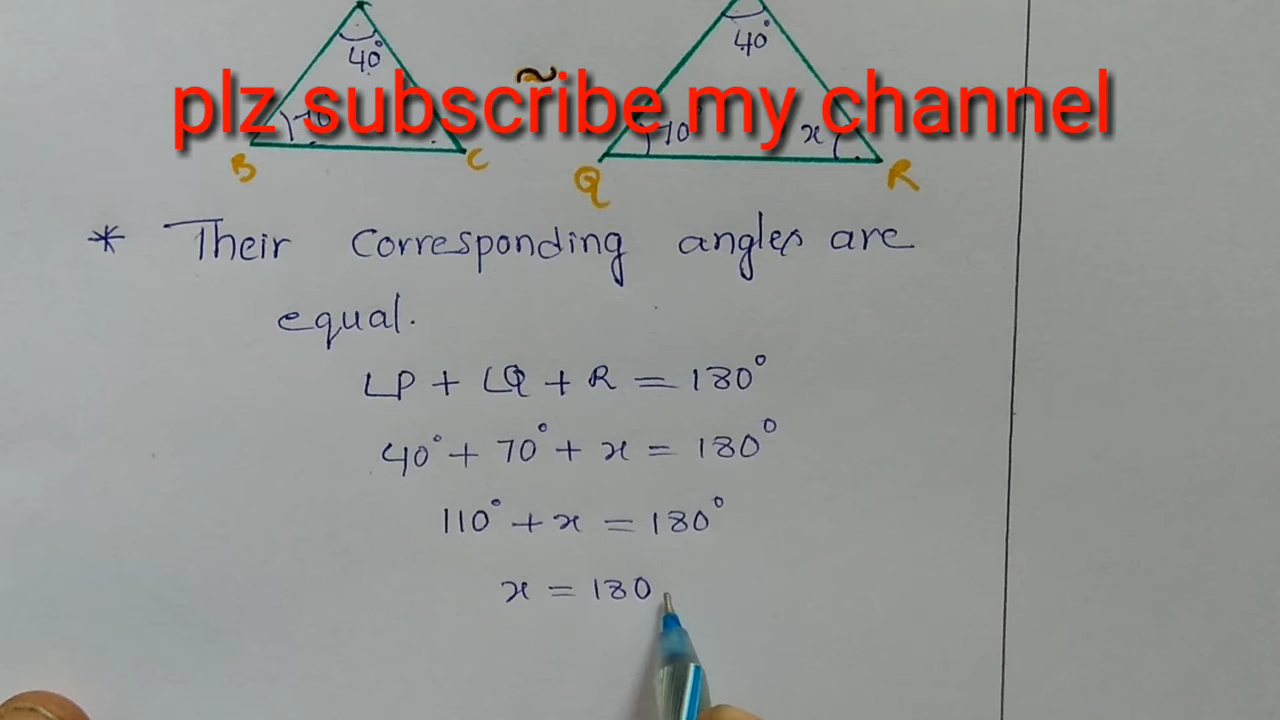 40° 40°
~
plz subscribe my channel
70° x
B C Q R
* Their corresponding angles are
equal.
∠P + ∠Q + R = 180°
40° + 70° + x = 180°
110° + x = 180°
x = 180